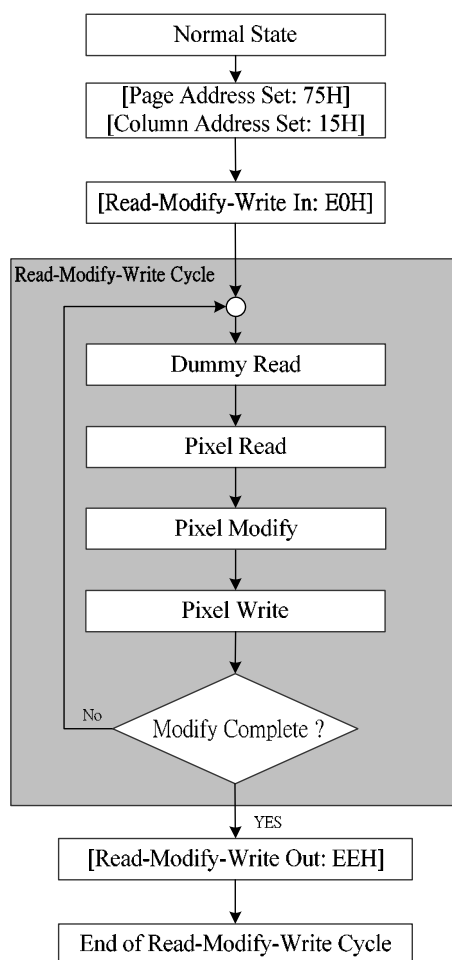 Normal State
[Page Address Set: 75H]
[Column Address Set: 15H]
[Read-Modify-Write In: E0H]
Read-Modify-Write Cycle
Dummy Read
Pixel Read
Pixel Modify
Pixel Write
No
Modify Complete ?
YES
[Read-Modify-Write Out: EEH]
End of Read-Modify-Write Cycle